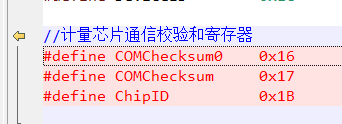 //计量芯片通信校验和寄存器
#define COMChecksum0    0x16
#define COMChecksum     0x17
#define ChipID          0x1B